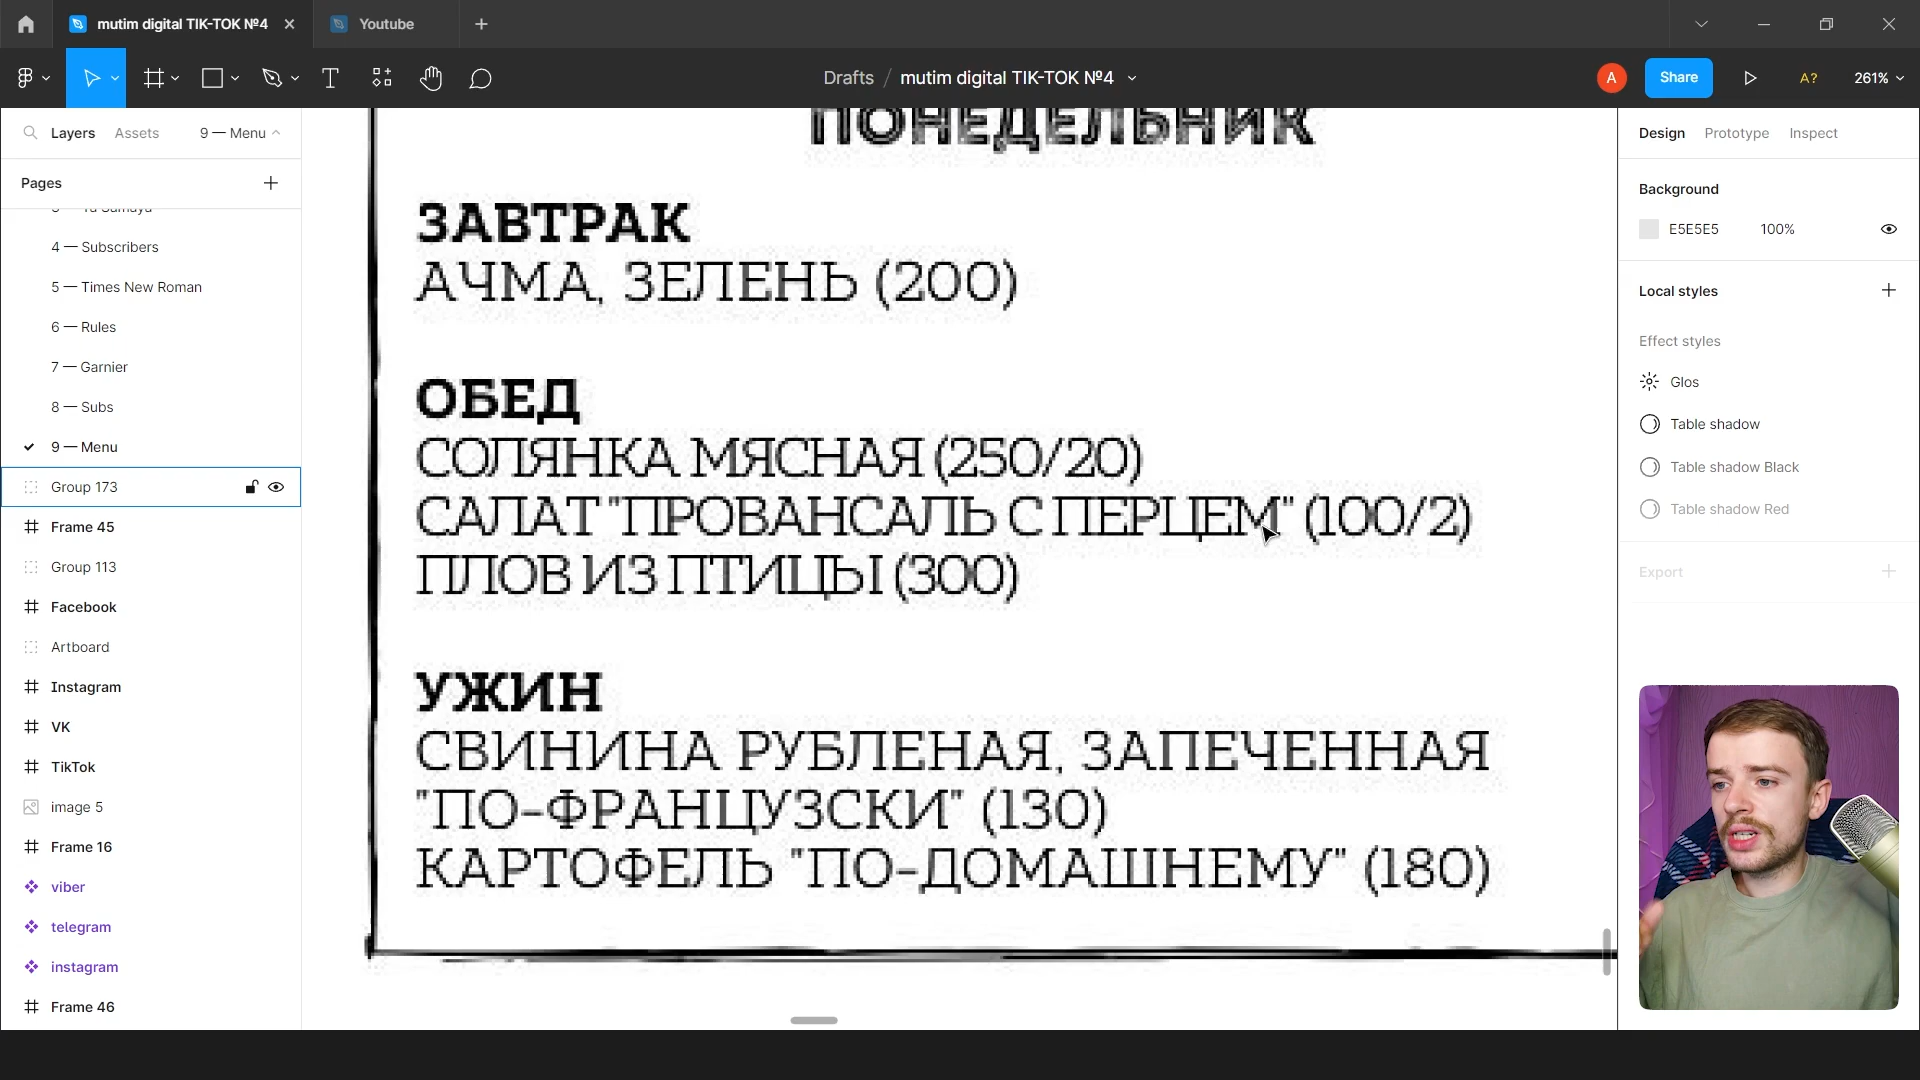 mutim digital TIK-TOK №4
Youtube
Drafts / mutim digital TIK-TOK №4
A
Share
A?
261%
Layers
Assets
9 — Menu
Pages
4 — Subscribers
5 — Times New Roman
6 — Rules
7 — Garnier
8 — Subs
9 — Menu
Group 173
Frame 45
Group 113
Facebook
Artboard
Instagram
VK
TikTok
image 5
Frame 16
viber
telegram
instagram
Frame 46
ПОНЕДЕЛЬНИК
ЗАВТРАК
АЧМА, ЗЕЛЕНЬ (200)
ОБЕД
СОЛЯНКА МЯСНАЯ (250/20)
САЛАТ "ПРОВАНСАЛЬ С ПЕРЦЕМ" (100/2)
ПЛОВ ИЗ ПТИЦЫ (300)
УЖИН
СВИНИНА РУБЛЕНАЯ, ЗАПЕЧЕННАЯ
"ПО-ФРАНЦУЗСКИ" (130)
КАРТОФЕЛЬ "ПО-ДОМАШНЕМУ" (180)
Design
Prototype
Inspect
Background
E5E5E5
100%
Local styles
Effect styles
Glos
Table shadow
Table shadow Black
Table shadow Red
Export